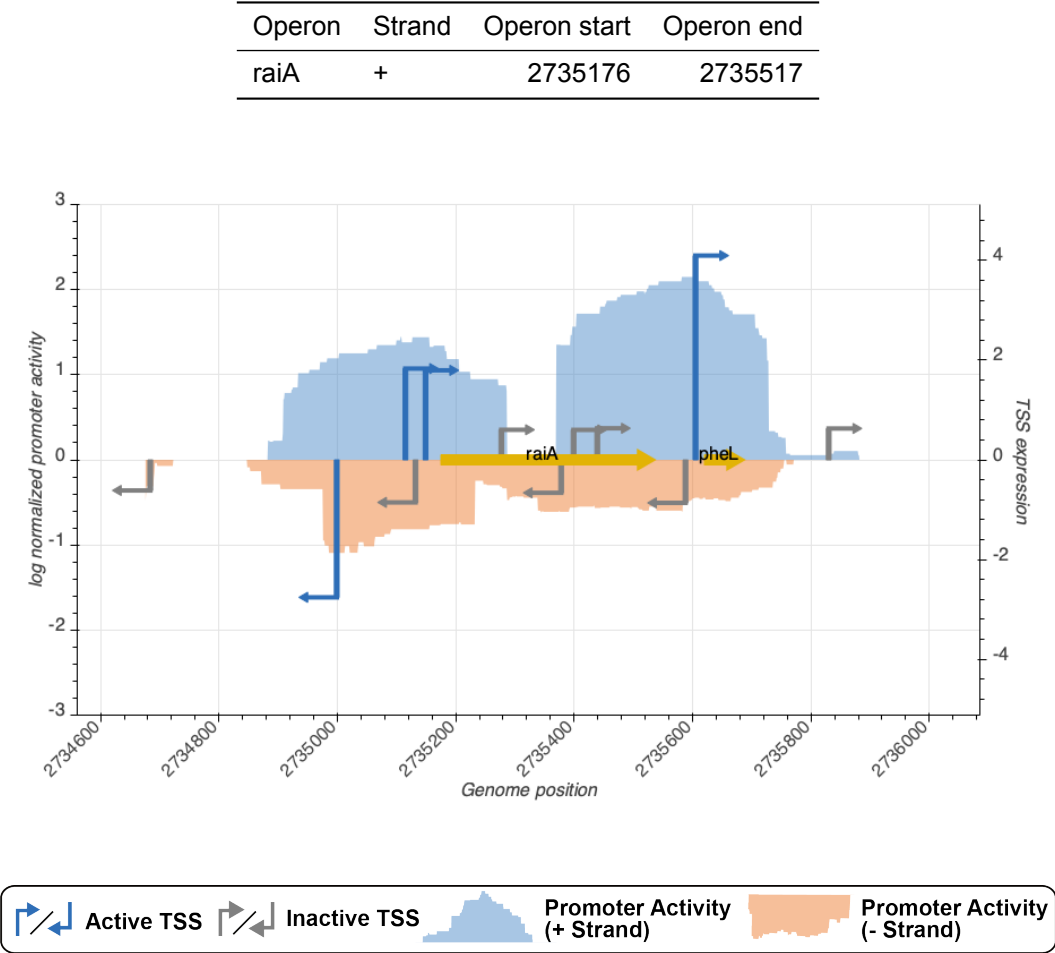 Operon Strand Operon start Operon end
raiA + 2735176 2735517
3
2
1
0
-1
-2
-3
log normalized promoter activity
4
2
0
-2
-4
TSS expression
raiA
pheL
2734600 2734800 2735000 2735200 2735400 2735600 2735800 2736000
Genome position
Active TSS
Inactive TSS
Promoter Activity
(+ Strand)
Promoter Activity
(- Strand)